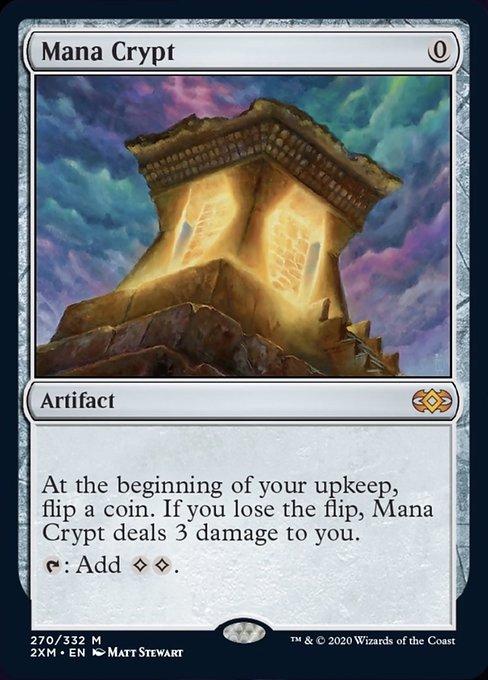 Mana Crypt 0
Artifact
At the beginning of your upkeep,
flip a coin. If you lose the flip, Mana
Crypt deals 3 damage to you.
: Add .
270/332 M
2XM • EN Matt Stewart
™ & © 2020 Wizards of the Coast